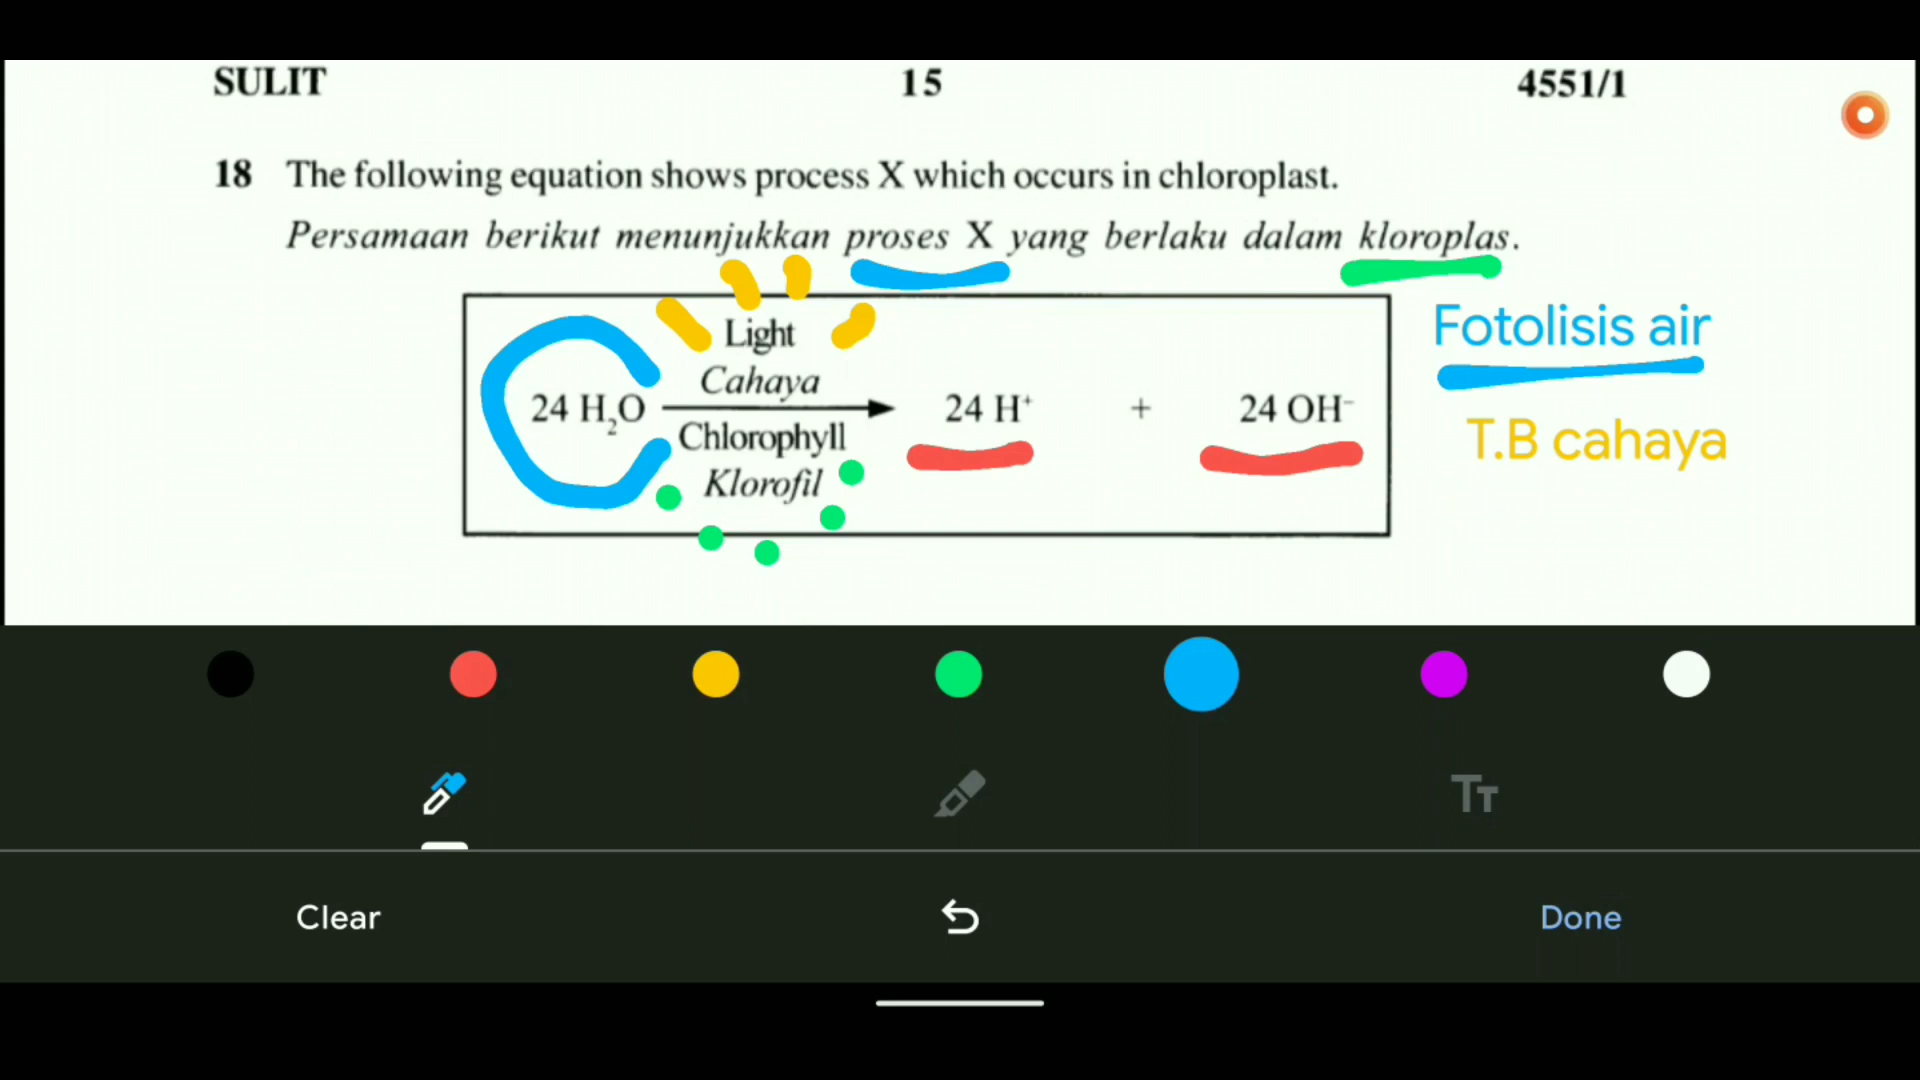 SULIT 15 4551/1
18 The following equation shows process X which occurs in chloroplast.
Persamaan berikut menunjukkan proses X yang berlaku dalam kloroplas.
Light
Cahaya
24 H₂O → 24 H⁺ + 24 OH⁻
Chlorophyll
Klorofil
Fotolisis air
T.B cahaya
TT
Clear Done